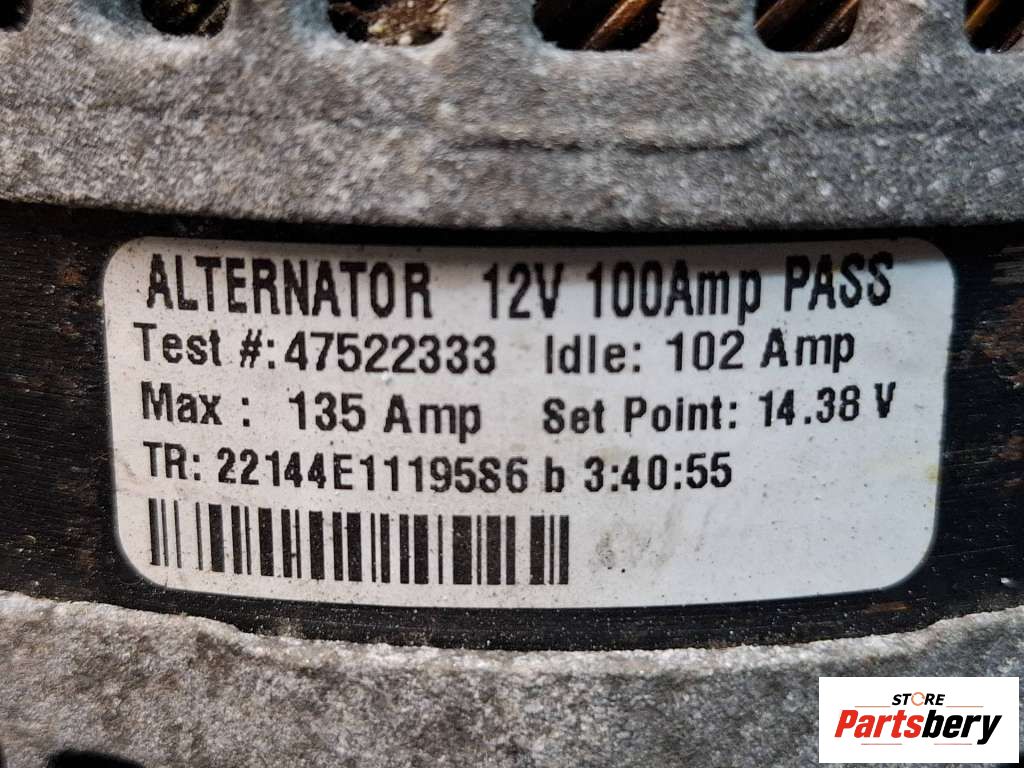 ALTERNATOR 12V 100Amp PASS
Test #: 47522333 Idle: 102 Amp
Max : 135 Amp Set Point: 14.38 V
TR: 22144E1119586 b 3:40:55
STORE
Partsbery